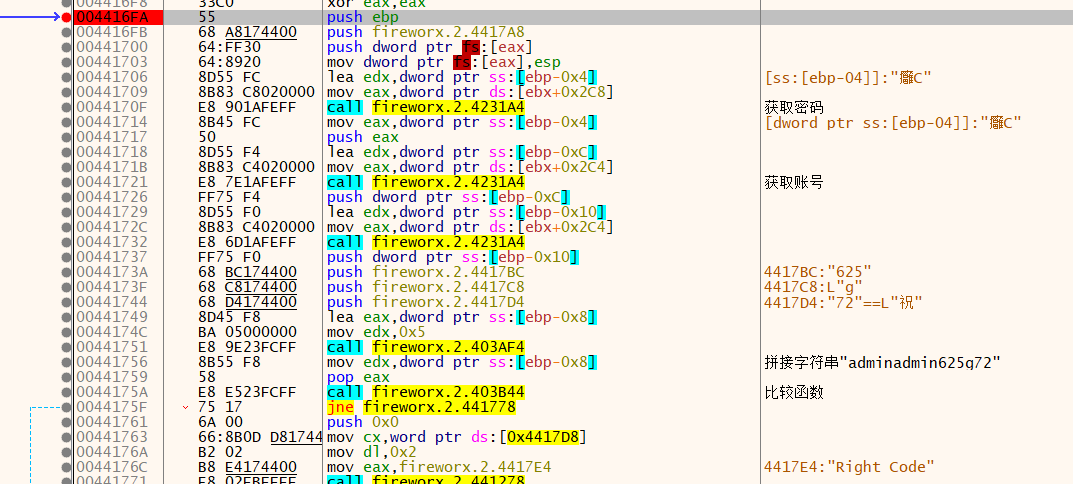 004416F8 33C0 xor eax,eax
004416FA 55 push ebp
004416FB 68 A8174400 push fireworx.2.4417A8
00441700 64:FF30 push dword ptr fs:[eax]
00441703 64:8920 mov dword ptr fs:[eax],esp
00441706 8D55 FC lea edx,dword ptr ss:[ebp-0x4] [ss:[ebp-04]]:"癰C"
00441709 8B83 C8020000 mov eax,dword ptr ds:[ebx+0x2C8]
0044170F E8 901AFEFF call fireworx.2.4231A4 获取密码
00441714 8B45 FC mov eax,dword ptr ss:[ebp-0x4] [dword ptr ss:[ebp-04]]:"癰C"
00441717 50 push eax
00441718 8D55 F4 lea edx,dword ptr ss:[ebp-0xC]
0044171B 8B83 C4020000 mov eax,dword ptr ds:[ebx+0x2C4]
00441721 E8 7E1AFEFF call fireworx.2.4231A4 获取账号
00441726 FF75 F4 push dword ptr ss:[ebp-0xC]
00441729 8D55 F0 lea edx,dword ptr ss:[ebp-0x10]
0044172C 8B83 C4020000 mov eax,dword ptr ds:[ebx+0x2C4]
00441732 E8 6D1AFEFF call fireworx.2.4231A4
00441737 FF75 F0 push dword ptr ss:[ebp-0x10]
0044173A 68 BC174400 push fireworx.2.4417BC 4417BC:"625"
0044173F 68 C8174400 push fireworx.2.4417C8 4417C8:L"g"
00441744 68 D4174400 push fireworx.2.4417D4 4417D4:"72"==L"㈷"
00441749 8D45 F8 lea eax,dword ptr ss:[ebp-0x8]
0044174C BA 05000000 mov edx,0x5
00441751 E8 9E23FCFF call fireworx.2.403AF4
00441756 8B55 F8 mov edx,dword ptr ss:[ebp-0x8] 拼接字符串"adminadmin625g72"
00441759 58 pop eax
0044175A E8 E523FCFF call fireworx.2.403B44 比较函数
0044175F 75 17 jne fireworx.2.441778
00441761 6A 00 push 0x0
00441763 66:8B0D D81744 mov cx,word ptr ds:[0x4417D8]
0044176A B2 02 mov dl,0x2
0044176C B8 E4174400 mov eax,fireworx.2.4417E4 4417E4:"Right Code"
00441771 E8 02FBFFFF call fireworx.2.441278